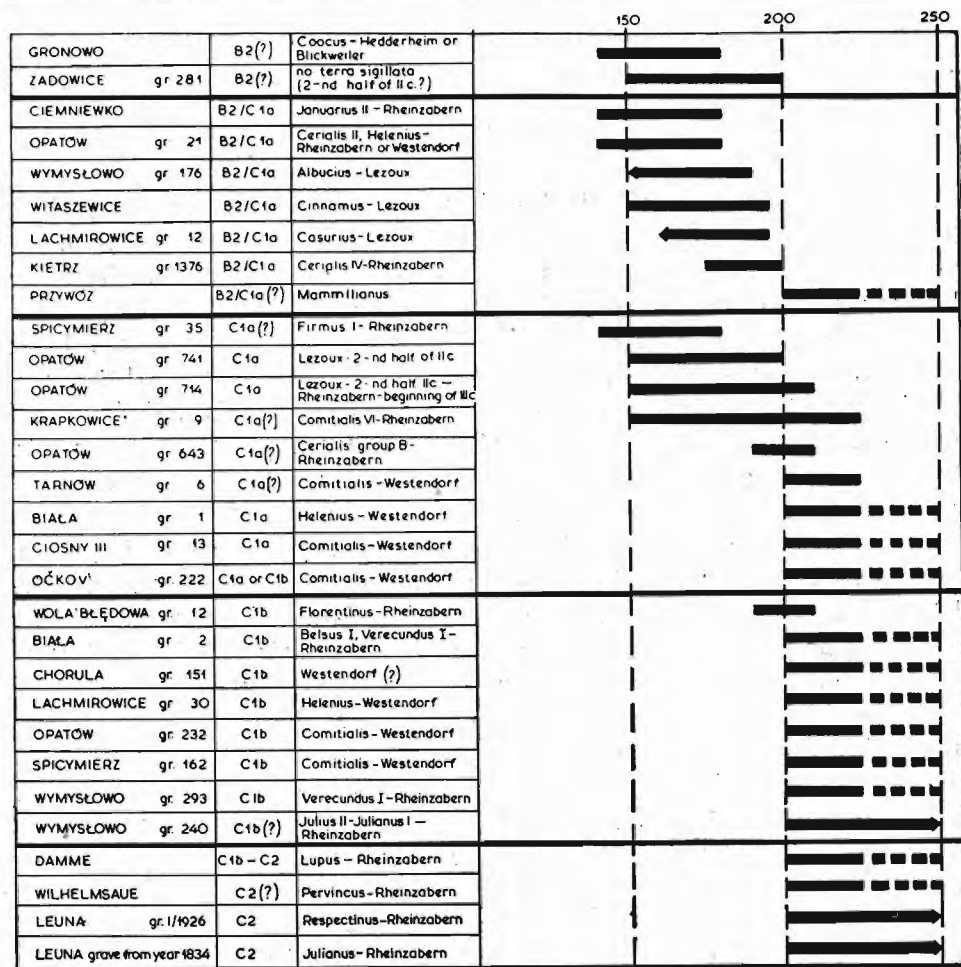 150 200 250
GRONOWO B2(?) Coocus - Hedderheim or
Blickweiler
ZADOWICE gr 281 B2(?) no terra sigillata
(2-nd half of II c.?)
CIEMNIEWKO B2/C1a Januarius II - Rheinzabern
OPATÓW gr 21 B2/C1a Cerialis II, Helenius-
Rheinzabern or Westendorf
WYMYSŁOWO gr 176 B2/C1a Albucius - Lezoux
WITASZEWICE B2/C1a Cinnamus - Lezoux
LACHMIROWICE gr 12 B2/C1a Casurius - Lezoux
KIETRZ gr 1376 B2/C1a Cerialis IV-Rheinzabern
PRZYWÓZ B2/C1a(?) Mammilianus
SPICYMIERZ gr 35 C1a(?) Firmus I - Rheinzabern
OPATÓW gr 741 C1a Lezoux - 2-nd half of II c
OPATÓW gr 714 C1a Lezoux - 2-nd half II c —
Rheinzabern-beginning of III c
KRAPKOWICE gr 9 C1a(?) Comitialis VI-Rheinzabern
OPATÓW gr 643 C1a(?) Cerialis group B-
Rheinzabern
TARNÓW gr 6 C1a(?) Comitialis - Westendorf
BIAŁA gr 1 C1a Helenius - Westendorf
CIOSNY III gr 13 C1a Comitialis - Westendorf
OČKOV gr. 222 C1a or C1b Comitialis - Westendorf
WOLA BŁĘDOWA gr. 12 C1b Florentinus - Rheinzabern
BIAŁA gr 2 C1b Belsus I, Verecundus I -
Rheinzabern
CHORULA gr. 151 C1b Westendorf (?)
LACHMIROWICE gr 30 C1b Helenius-Westendorf
OPATÓW gr. 232 C1b Comitialis - Westendorf
SPICYMIERZ gr. 162 C1b Comitialis - Westendorf
WYMYSŁOWO gr. 293 C1b Verecundus I - Rheinzabern
WYMYSŁOWO gr. 240 C1b(?) Julius II-Julianus I —
Rheinzabern
DAMME C1b - C2 Lupus - Rheinzabern
WILHELMSAUE C2(?) Pervincus-Rheinzabern
LEUNA gr. I/1926 C2 Respectinus-Rheinzabern
LEUNA grave from year 1834 C2 Julianus - Rheinzabern